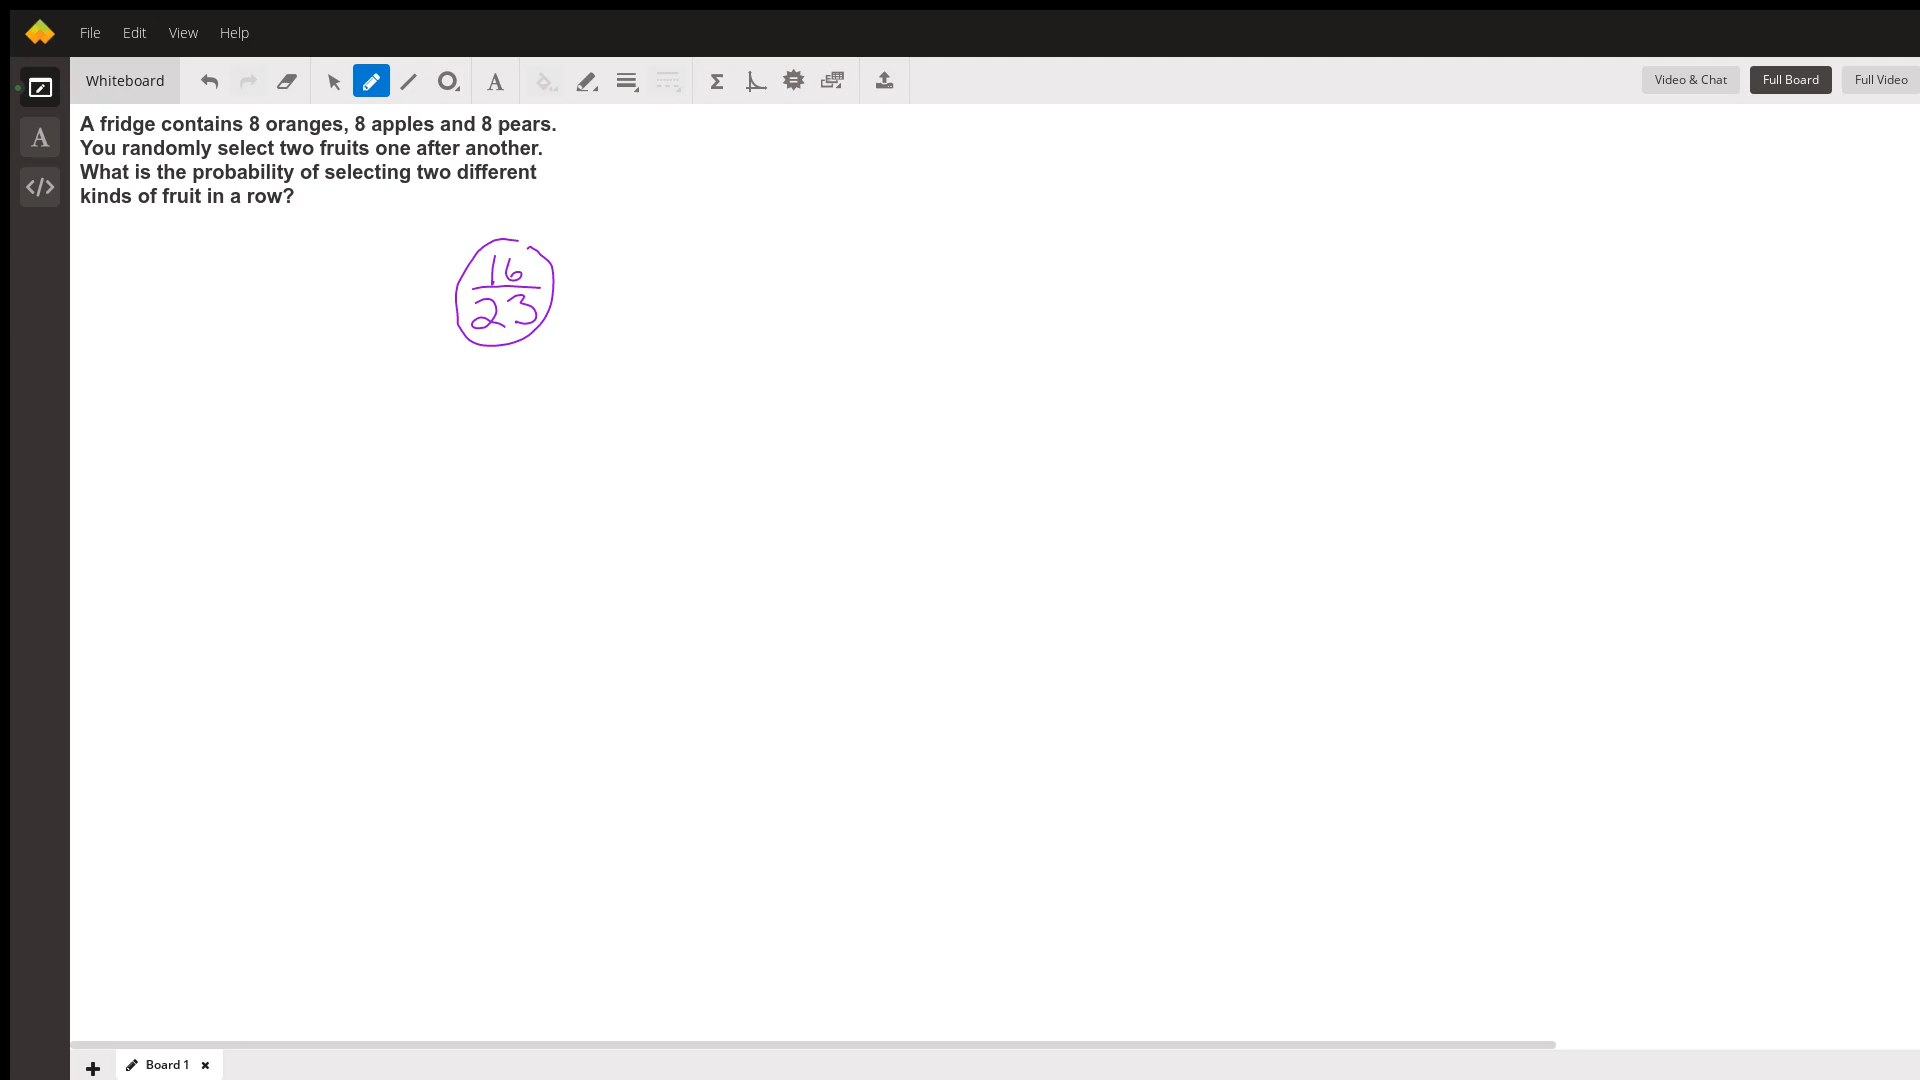 File Edit View Help
Whiteboard A Σ Video & Chat Full Board Full Video
A
</>
A fridge contains 8 oranges, 8 apples and 8 pears.
You randomly select two fruits one after another.
What is the probability of selecting two different
kinds of fruit in a row?
16
23
+ Board 1 ×